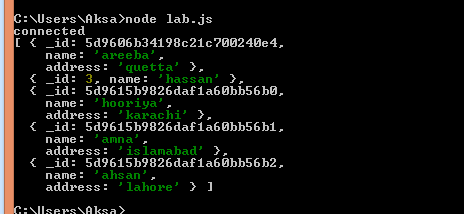 C:\Users\Aksa>node lab.js
connected
[ { _id: 5d9606b34198c21c700240e4,
name: 'areeba',
address: 'quetta' },
{ _id: 3, name: 'hassan' },
{ _id: 5d9615b9826daf1a60bb56b0,
name: 'hooriya',
address: 'karachi' },
{ _id: 5d9615b9826daf1a60bb56b1,
name: 'amna',
address: 'islamabad' },
{ _id: 5d9615b9826daf1a60bb56b2,
name: 'ahsan',
address: 'lahore' } ]
C:\Users\Aksa>